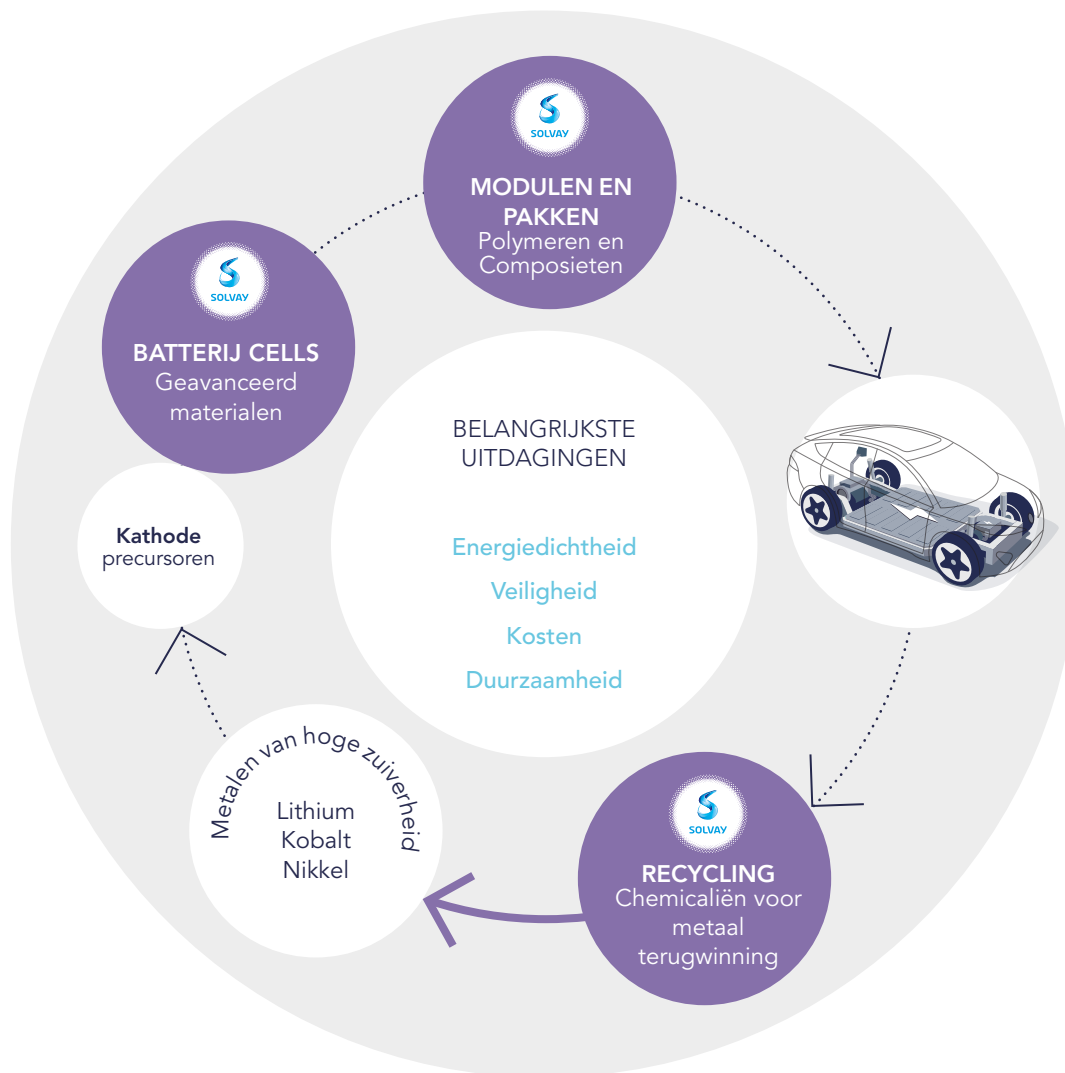 SOLVAY
MODULEN EN
PAKKEN
Polymeren en
Composieten
SOLVAY
BATTERIJ CELLS
Geavanceerd
materialen
BELANGRIJKSTE
UITDAGINGEN
Energiedichtheid
Veiligheid
Kosten
Duurzaamheid
Kathode
precursoren
Metalen van hoge zuiverheid
Lithium
Kobalt
Nikkel
SOLVAY
RECYCLING
Chemicaliën voor
metaal
terugwinning